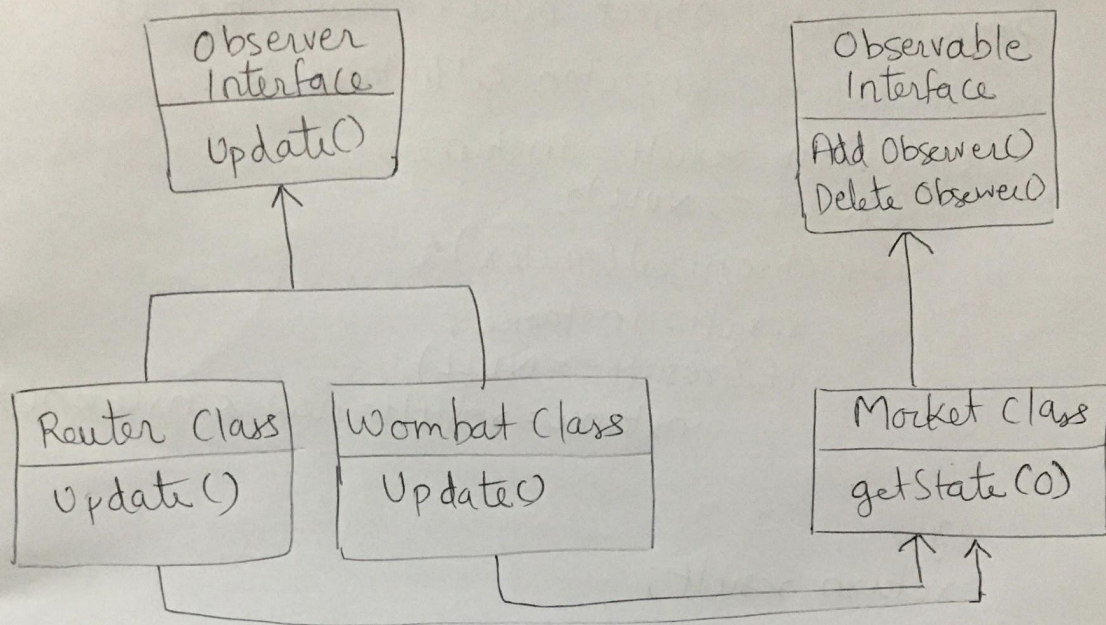 Observer
Interface
Update()
Observable
Interface
Add Observer()
Delete Observer()
Router Class
Update()
Wombat Class
Update()
Market Class
getState(0)